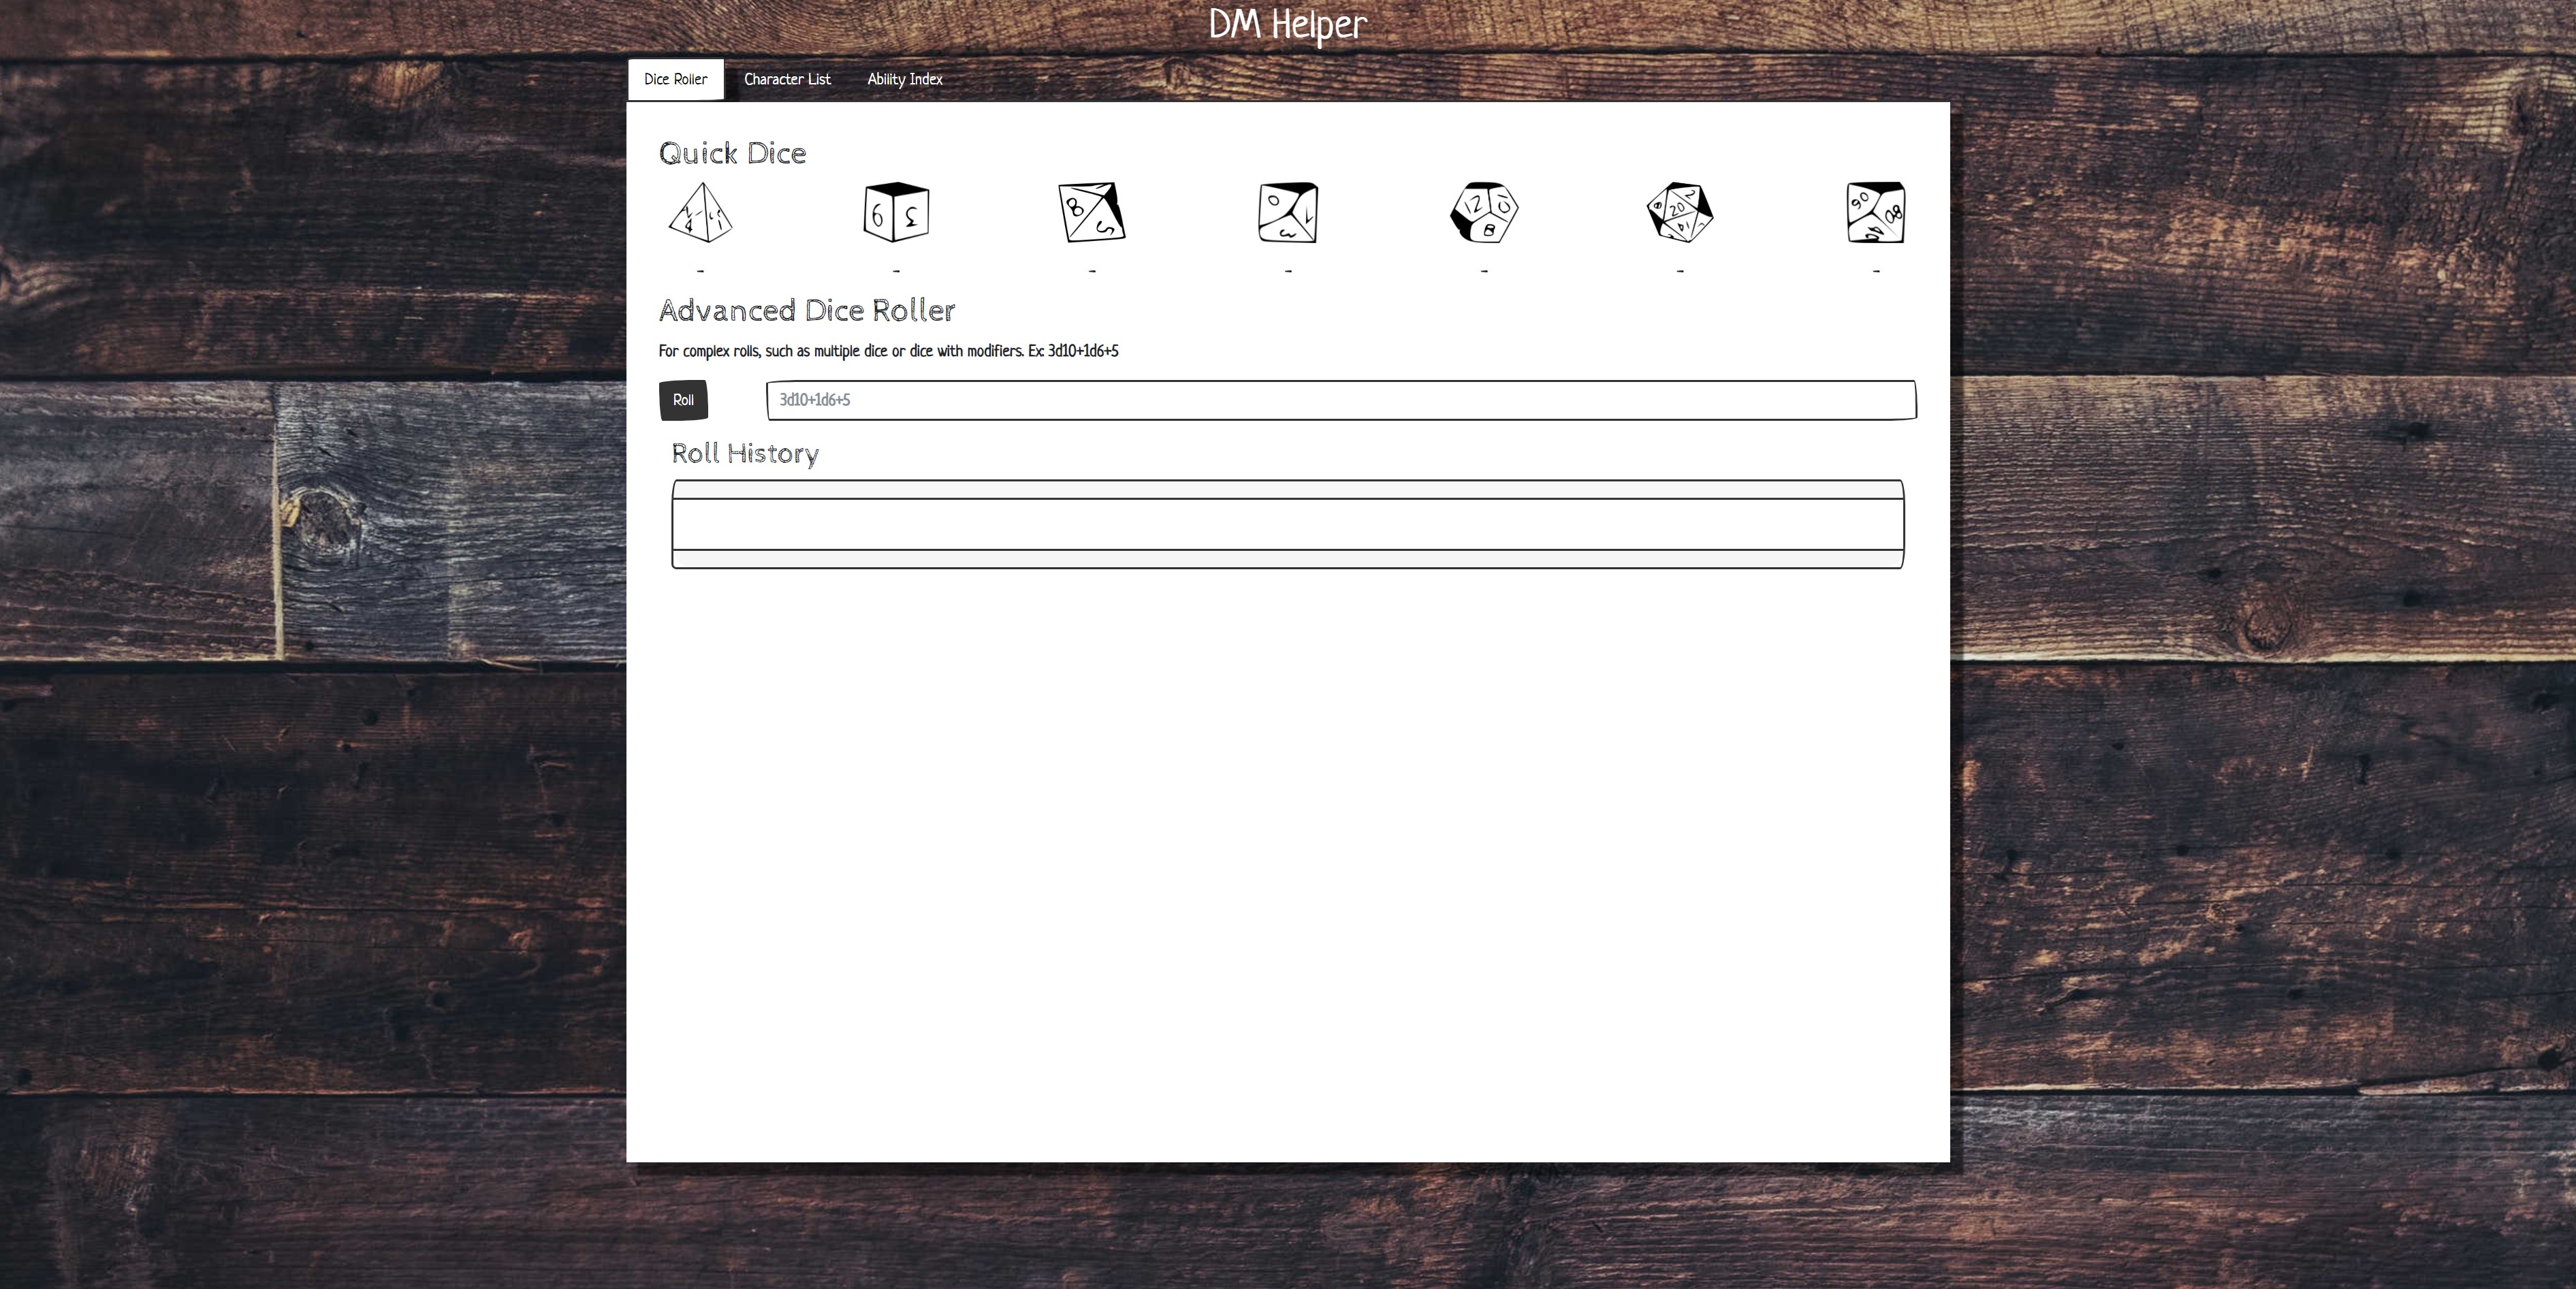 DM Helper
Dice Roller Character List Ability Index
Quick Dice
- - - - - - -
Advanced Dice Roller
For complex rolls, such as multiple dice or dice with modifiers. Ex: 3d10+1d6+5
Roll 3d10+1d6+5
Roll History